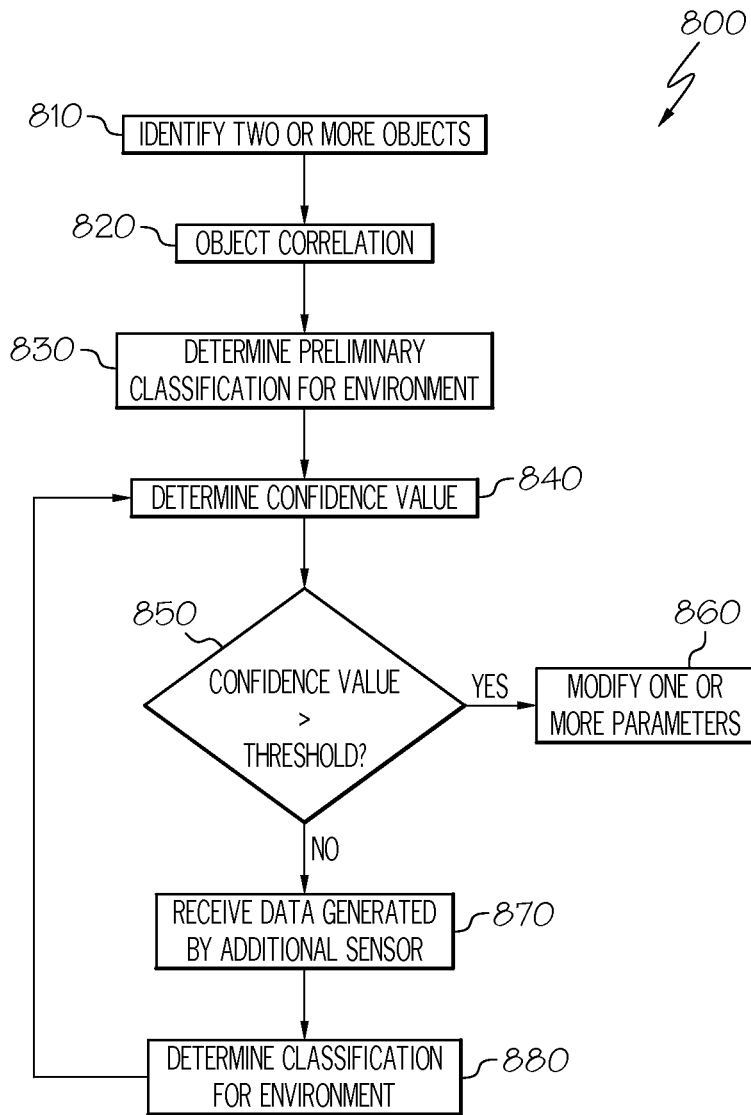 800
810
IDENTIFY TWO OR MORE OBJECTS
820
OBJECT CORRELATION
830
DETERMINE PRELIMINARY
CLASSIFICATION FOR ENVIRONMENT
DETERMINE CONFIDENCE VALUE
840
850
CONFIDENCE VALUE
>
THRESHOLD?
YES
860
MODIFY ONE OR
MORE PARAMETERS
NO
RECEIVE DATA GENERATED
BY ADDITIONAL SENSOR
870
DETERMINE CLASSIFICATION
FOR ENVIRONMENT
880